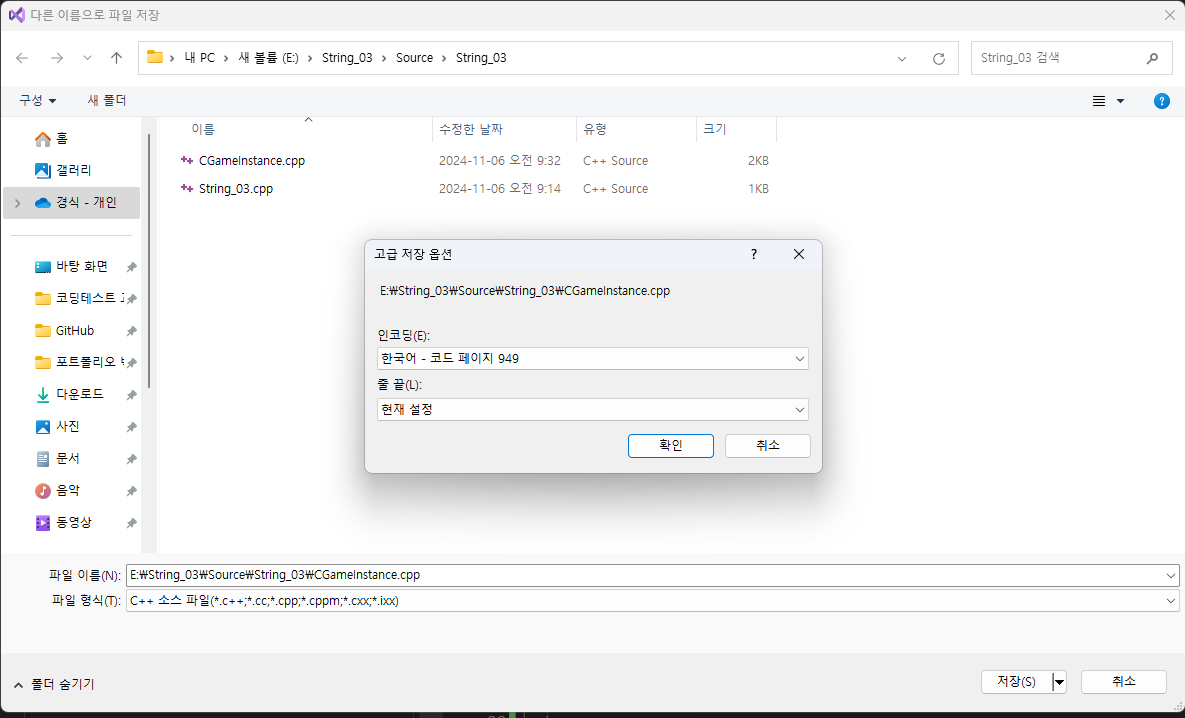 다른 이름으로 파일 저장
내 PC > 새 볼륨 (E:) > String_03 > Source > String_03
String_03 검색
구성
새 폴더
홈
갤러리
경식 - 개인
바탕 화면
코딩테스트
GitHub
포트폴리오
다운로드
사진
문서
음악
동영상
이름 수정한 날짜 유형 크기
CGameInstance.cpp 2024-11-06 오전 9:32 C++ Source 2KB
String_03.cpp 2024-11-06 오전 9:14 C++ Source 1KB
고급 저장 옵션 ?
E:₩String_03₩Source₩String_03₩CGameInstance.cpp
인코딩(E):
한국어 - 코드 페이지 949
줄 끝(L):
현재 설정
확인 취소
파일 이름(N): E:₩String_03₩Source₩String_03₩CGameInstance.cpp
파일 형식(T): C++ 소스 파일(*.c++;*.cc;*.cpp;*.cppm;*.cxx;*.ixx)
폴더 숨기기
저장(S) 취소